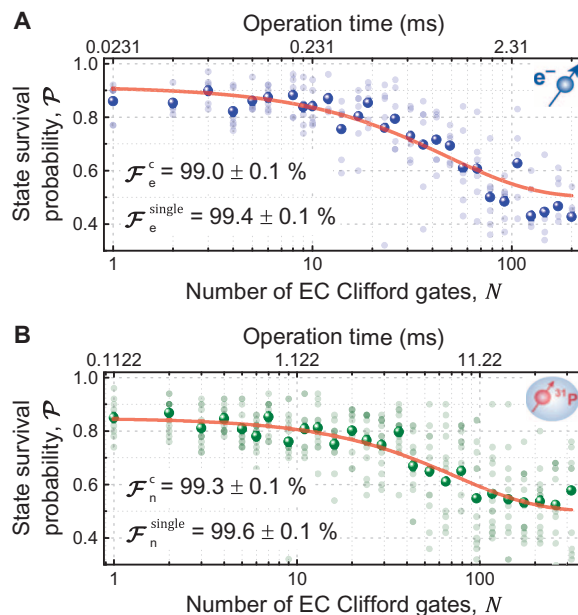 A
Operation time (ms)
0.0231 0.231 2.31
State survival
probability, 𝒫
1.0
0.8
0.6
0.4
e⁻
ℱ_e^c = 99.0 ± 0.1 %
ℱ_e^single = 99.4 ± 0.1 %
1 10 100
Number of EC Clifford gates, N
B
Operation time (ms)
0.1122 1.122 11.22
State survival
probability, 𝒫
1.0
0.8
0.6
0.4
³¹P
ℱ_n^c = 99.3 ± 0.1 %
ℱ_n^single = 99.6 ± 0.1 %
1 10 100
Number of EC Clifford gates, N